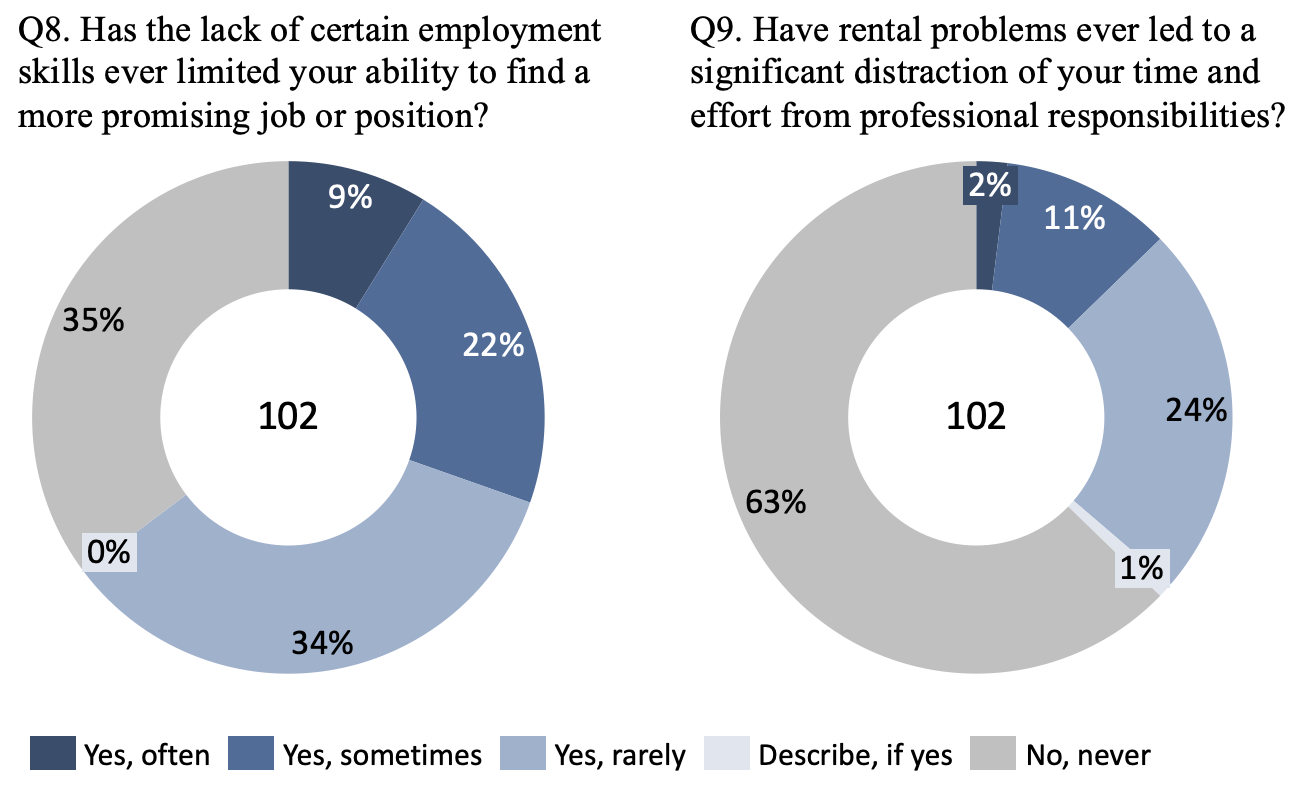 Q8. Has the lack of certain employment
skills ever limited your ability to find a
more promising job or position?
9%
22%
35%
102
0%
34%
Q9. Have rental problems ever led to a
significant distraction of your time and
effort from professional responsibilities?
2%
11%
24%
102
63%
1%
Yes, often
Yes, sometimes
Yes, rarely
Describe, if yes
No, never